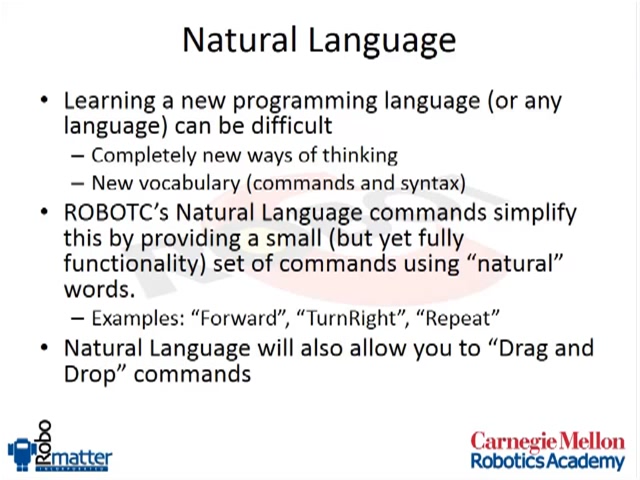 Natural Language
• Learning a new programming language (or any
language) can be difficult
– Completely new ways of thinking
– New vocabulary (commands and syntax)
• ROBOTC’s Natural Language commands simplify
this by providing a small (but yet fully
functionality) set of commands using “natural”
words.
– Examples: “Forward”, “TurnRight”, “Repeat”
• Natural Language will also allow you to “Drag and
Drop” commands
Robo
matter
INCORPORATED
Carnegie Mellon
Robotics Academy